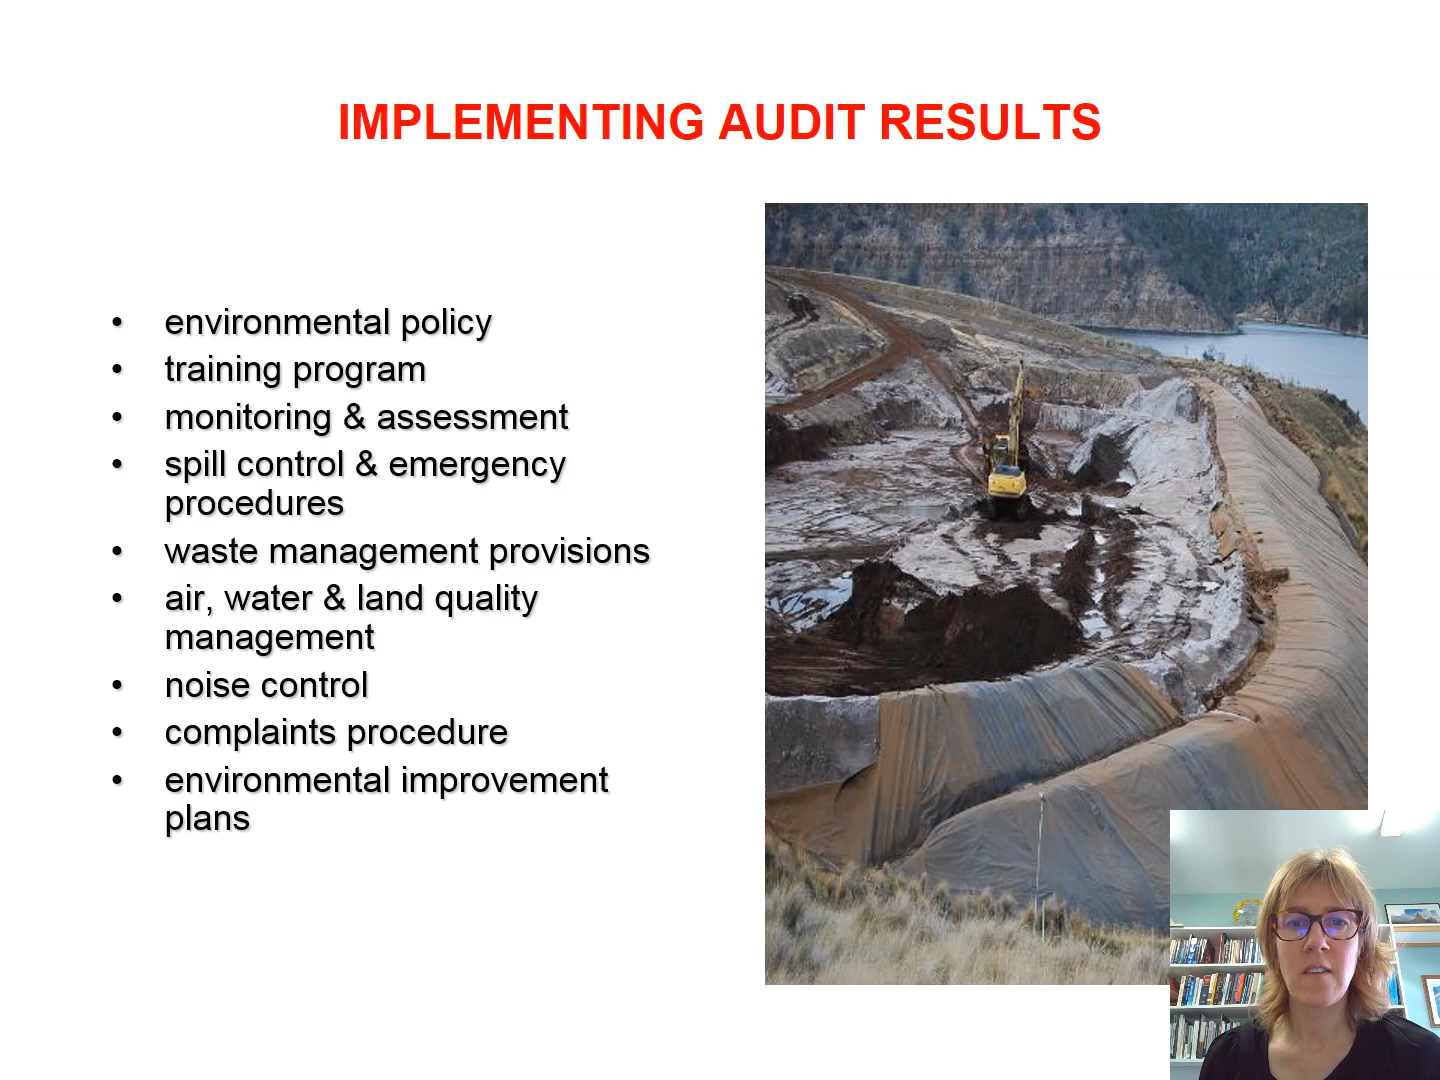 IMPLEMENTING AUDIT RESULTS
• environmental policy
• training program
• monitoring & assessment
• spill control & emergency
procedures
• waste management provisions
• air, water & land quality
management
• noise control
• complaints procedure
• environmental improvement
plans